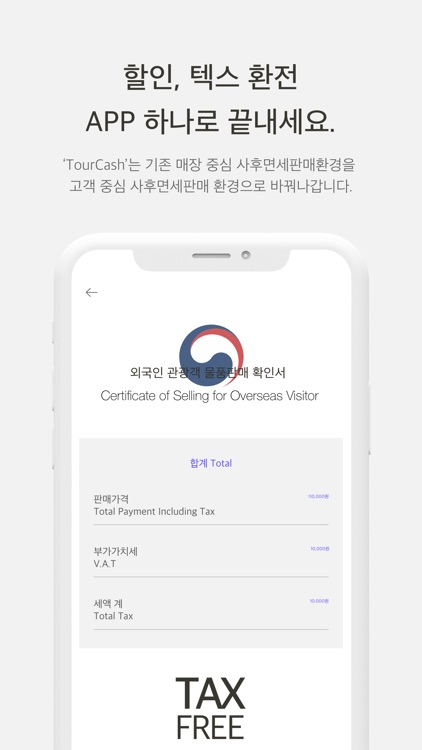 할인, 텍스 환전
APP 하나로 끝내세요.
‘TourCash’는 기존 매장 중심 사후면세판매환경을
고객 중심 사후면세판매 환경으로 바꿔나갑니다.
외국인 관광객 물품판매 확인서
Certificate of Selling for Overseas Visitor
합계 Total
판매가격 110,000원
Total Payment Including Tax
부가가치세 10,000원
V.A.T
세액 계 10,000원
Total Tax
TAX
FREE